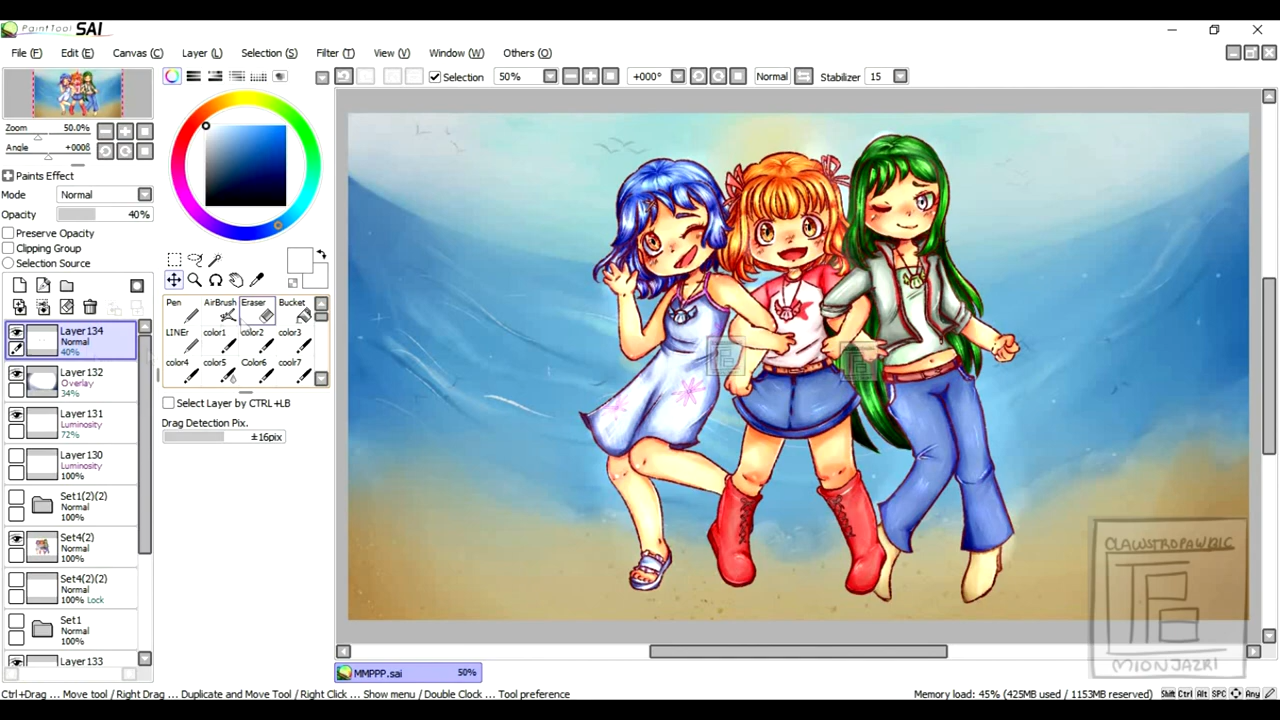 PaintTool SAI
File (F) Edit (E) Canvas (C) Layer (L) Selection (S) Filter (T) View (V) Window (W) Others (O)
Selection 50% +000° Normal Stabilizer 15
Zoom 50.0%
Angle +000ß
Paints Effect
Mode Normal
Opacity 40%
Preserve Opacity
Clipping Group
Selection Source
Pen AirBrush Eraser Bucket
LINEr color1 color2 color3
color4 color5 Color6 coolr7
Select Layer by CTRL+LB
Drag Detection Pix.
±16pix
Layer134
Normal
40%
Layer132
Overlay
34%
Layer131
Luminosity
72%
Layer130
Luminosity
100%
Set1(2)(2)
Normal
100%
Set4(2)
Normal
100%
Set4(2)(2)
Normal
100% Lock
Set1
Normal
100%
Layer133
CLAWSTROPAWZIC
MIONJAZRI
MMPPP.sai 50%
Ctrl+Drag ... Move tool / Right Drag ... Duplicate and Move Tool / Right Click ... Show menu / Double Clock ... Tool preference
Memory load: 45% (425MB used / 1153MB reserved) Shift Ctrl Alt SPC Any